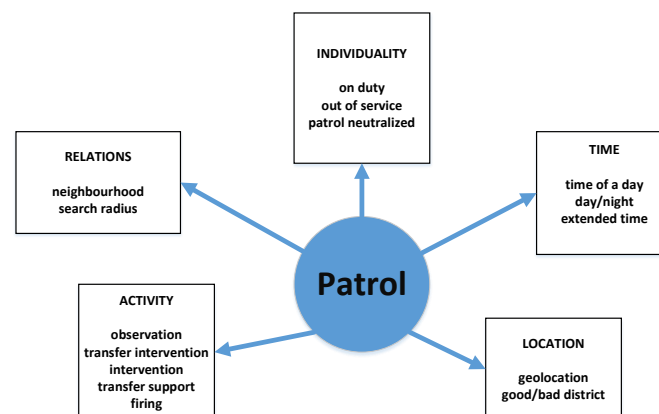 INDIVIDUALITY
on duty
out of service
patrol neutralized
RELATIONS
neighbourhood
search radius
TIME
time of a day
day/night
extended time
Patrol
ACTIVITY
observation
transfer intervention
intervention
transfer support
firing
LOCATION
geolocation
good/bad district